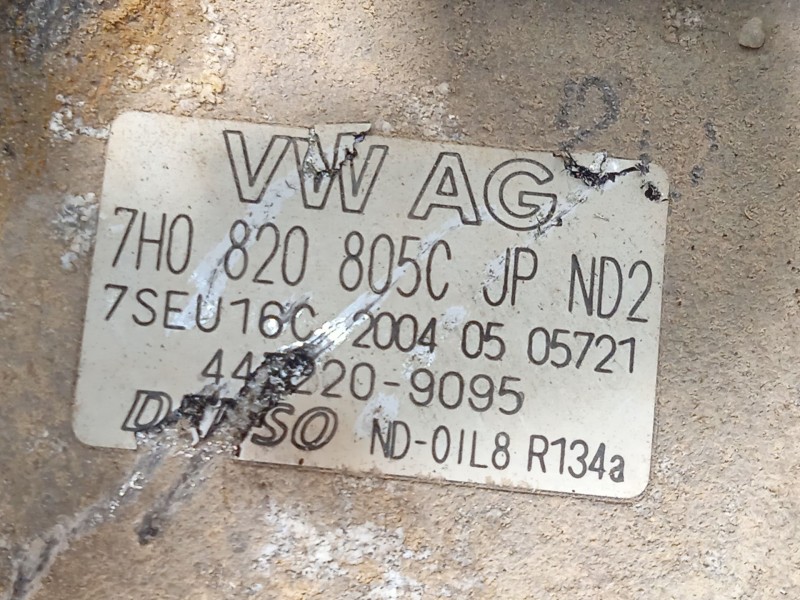 VW AG
7H0 820 805C JP ND2
7SEU16C 2004 05 05721
ND-OIL8 R134a